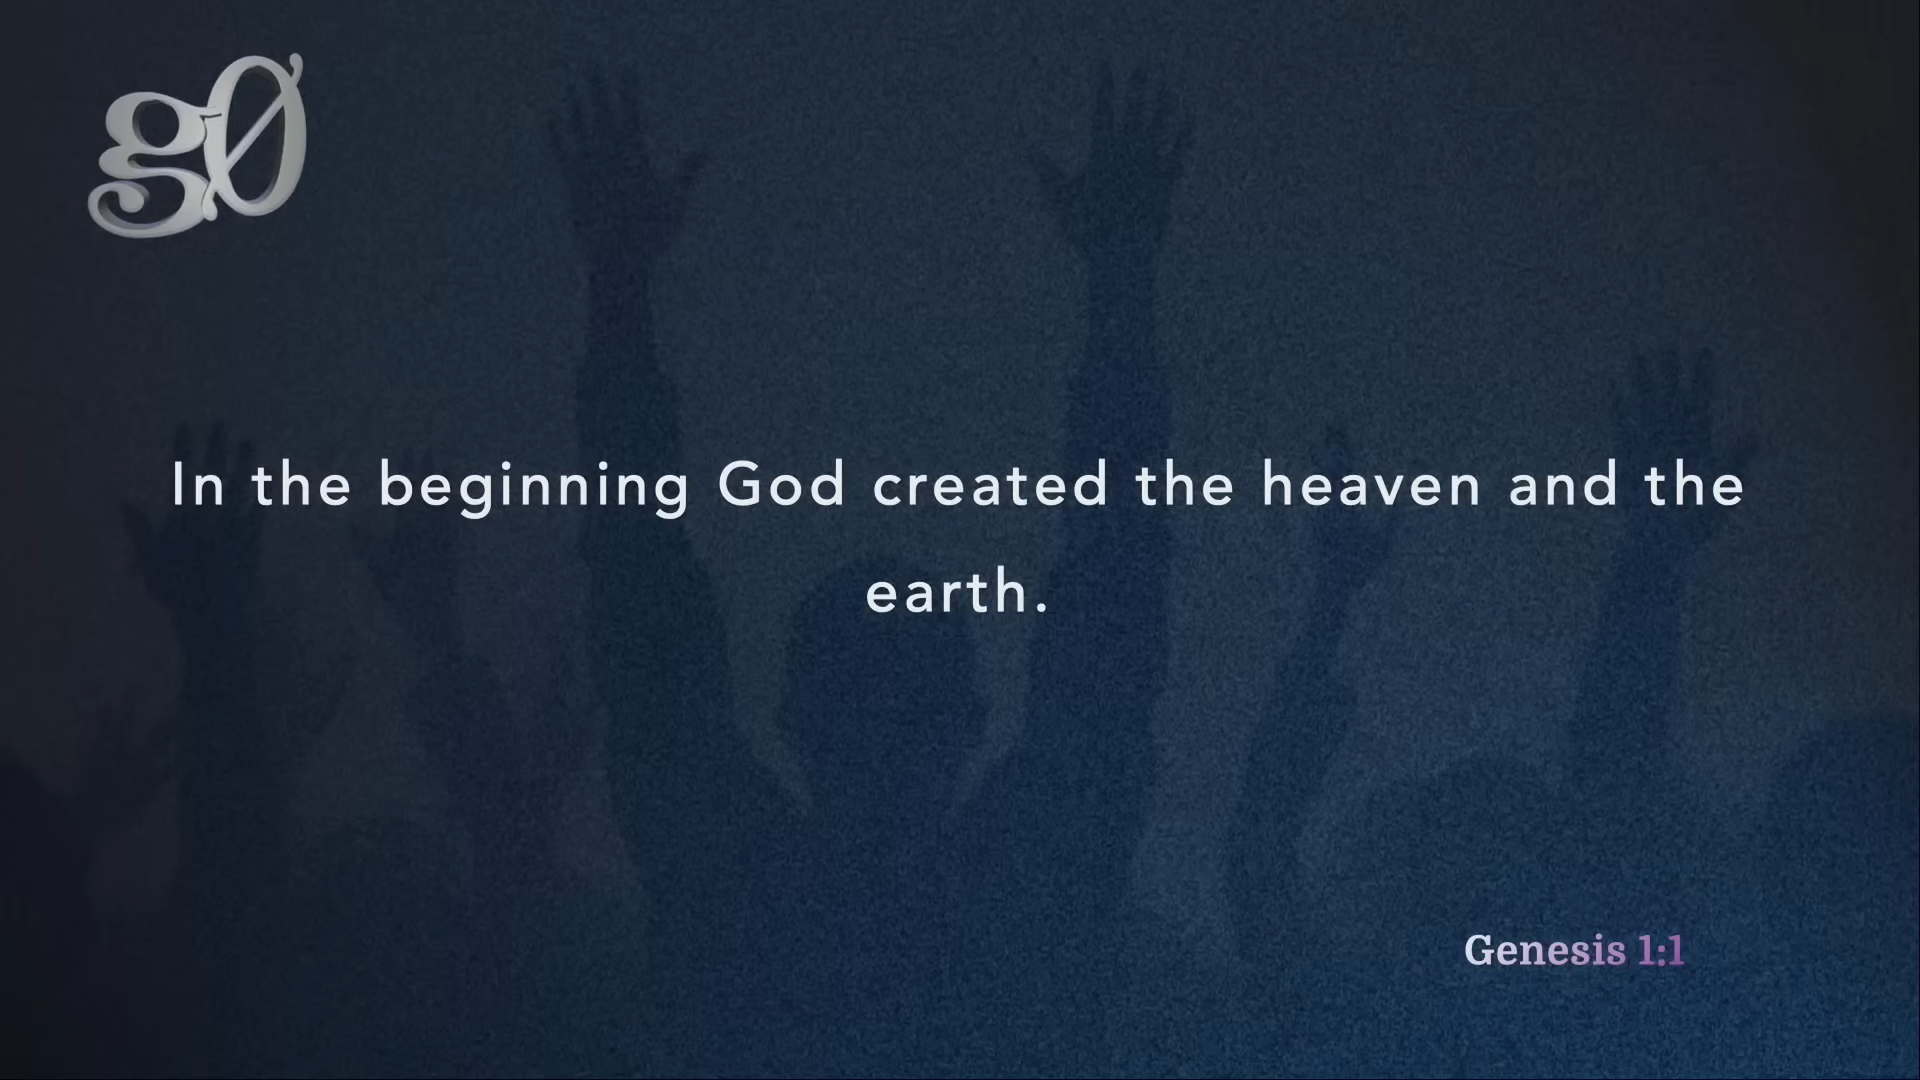 g0
In the beginning God created the heaven and the
earth.
Genesis 1:1